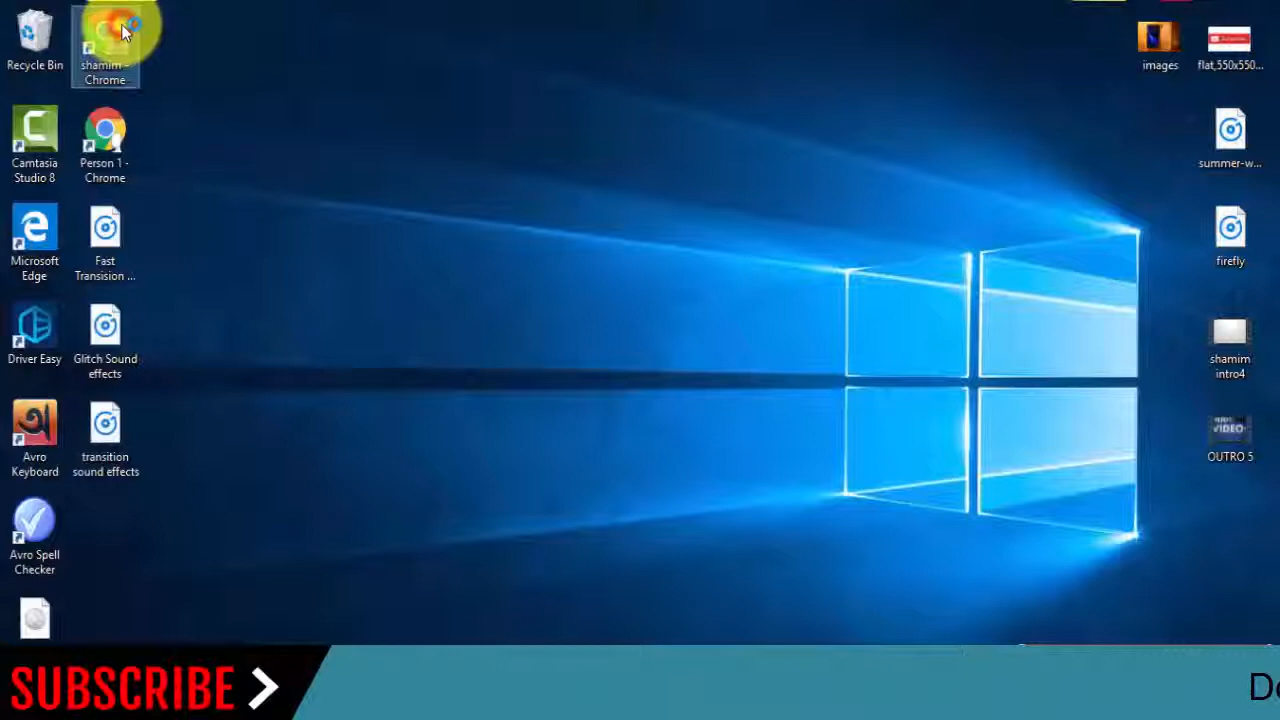 Recycle Bin
shamim -
Chrome
Camtasia
Studio 8
Person 1 -
Chrome
Microsoft
Edge
Fast
Transision ...
Driver Easy
Glitch Sound
effects
অ
Avro
Keyboard
transition
sound effects
Avro Spell
Checker
images
flat,550x550...
summer-w...
firefly
shamim
intro4
VIDEO
OUTRO 5
SUBSCRIBE